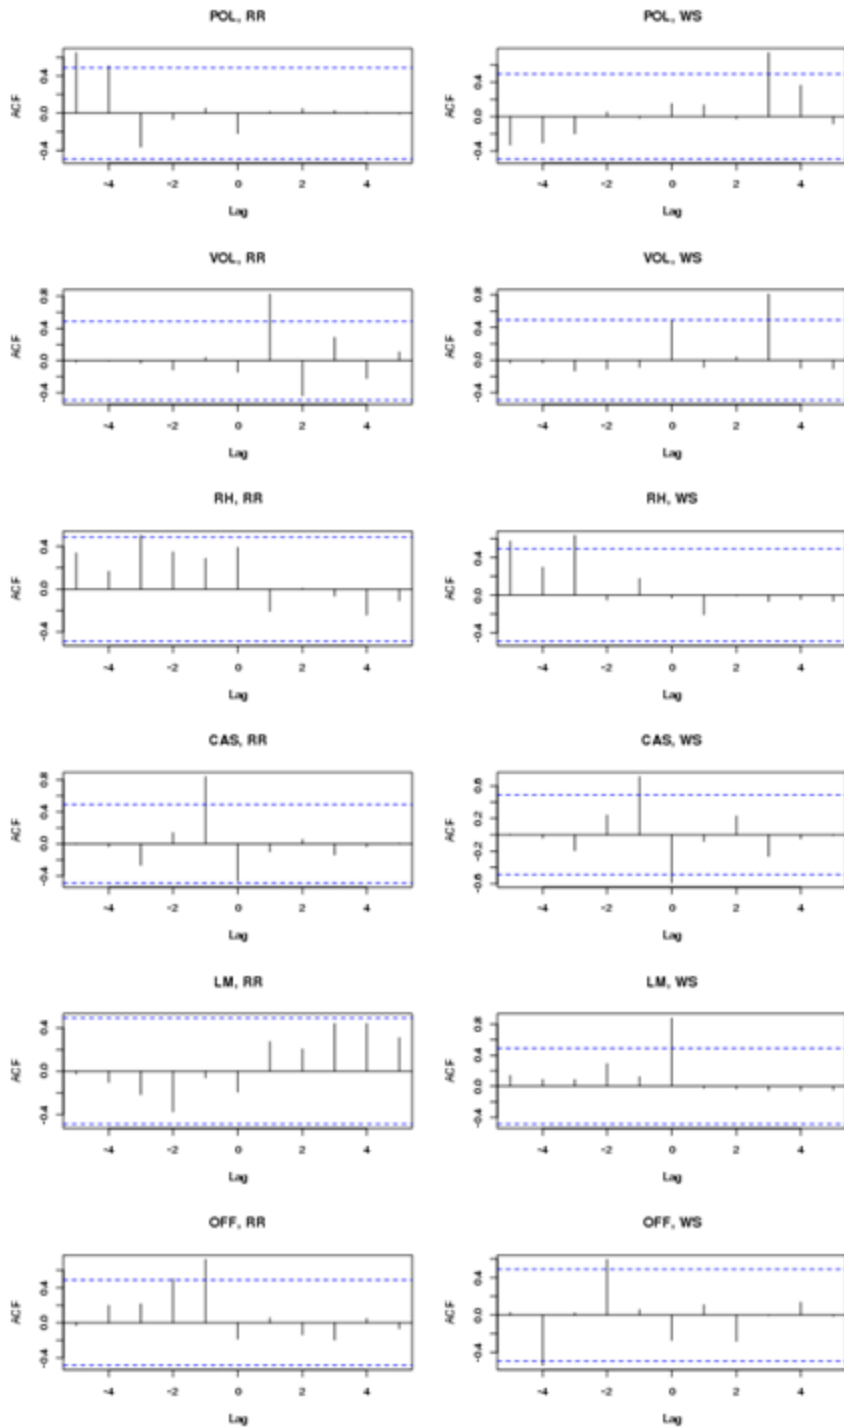 POL, RR
ACF
0.4
0.0
-0.4
-4 -2 0 2 4
Lag
POL, WS
ACF
0.4
0.0
-0.4
-4 -2 0 2 4
Lag
VOL, RR
ACF
0.8
0.4
0.0
-0.4
-4 -2 0 2 4
Lag
VOL, WS
ACF
0.8
0.4
0.0
-0.4
-4 -2 0 2 4
Lag
RH, RR
ACF
0.4
0.0
-0.4
-4 -2 0 2 4
Lag
RH, WS
ACF
0.4
0.0
-0.4
-4 -2 0 2 4
Lag
CAS, RR
ACF
0.8
0.4
0.0
-0.4
-4 -2 0 2 4
Lag
CAS, WS
ACF
0.6
0.2
-0.2
-0.6
-4 -2 0 2 4
Lag
LM, RR
ACF
0.4
0.0
-0.4
-4 -2 0 2 4
Lag
LM, WS
ACF
0.8
0.4
0.0
-0.4
-4 -2 0 2 4
Lag
OFF, RR
ACF
0.4
0.0
-0.4
-4 -2 0 2 4
Lag
OFF, WS
ACF
0.4
0.0
-0.4
-4 -2 0 2 4
Lag